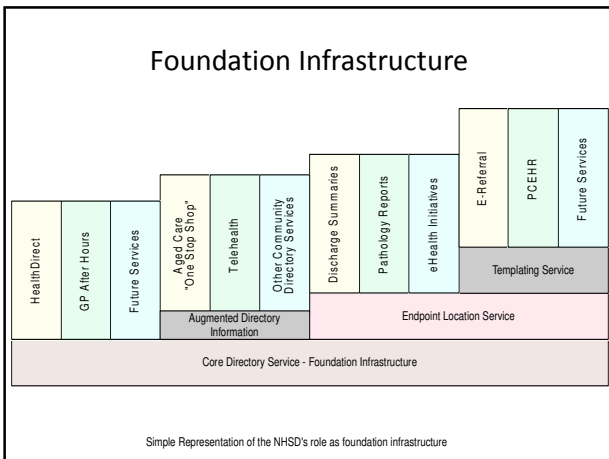 Foundation Infrastructure
HealthDirect
GP After Hours
Future Services
Aged Care
"One Stop Shop"
Telehealth
Other Community
Directory Services
Discharge Summaries
Pathology Reports
eHealth Initiatives
E-Referral
PCEHR
Future Services
Templating Service
Augmented Directory
Information
Endpoint Location Service
Core Directory Service - Foundation Infrastructure
Simple Representation of the NHSD's role as foundation infrastructure